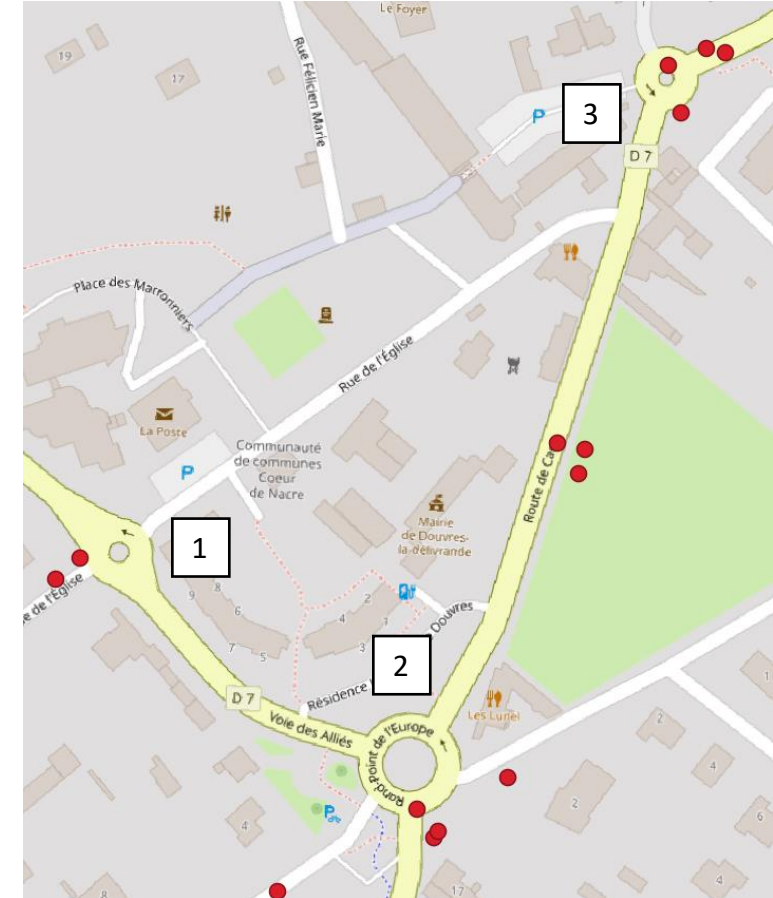 Le Foyer
19
17
Rue Félicien Marie
P
3
D 7
Place des Marronniers
Rue de l'Église
La Poste
P
Communauté
de communes
Coeur
de Nacre
Mairie
de Douvres-
la-délivrande
Route de Ca
1
e de l'Église
8
9
6
7
5
2
4
1
3
Douvres
2
Résidence
D 7
Voie des Alliés
Rond-Point de l'Europe
Les Lunel
1
2
4
2
6
P
4
17
4
8